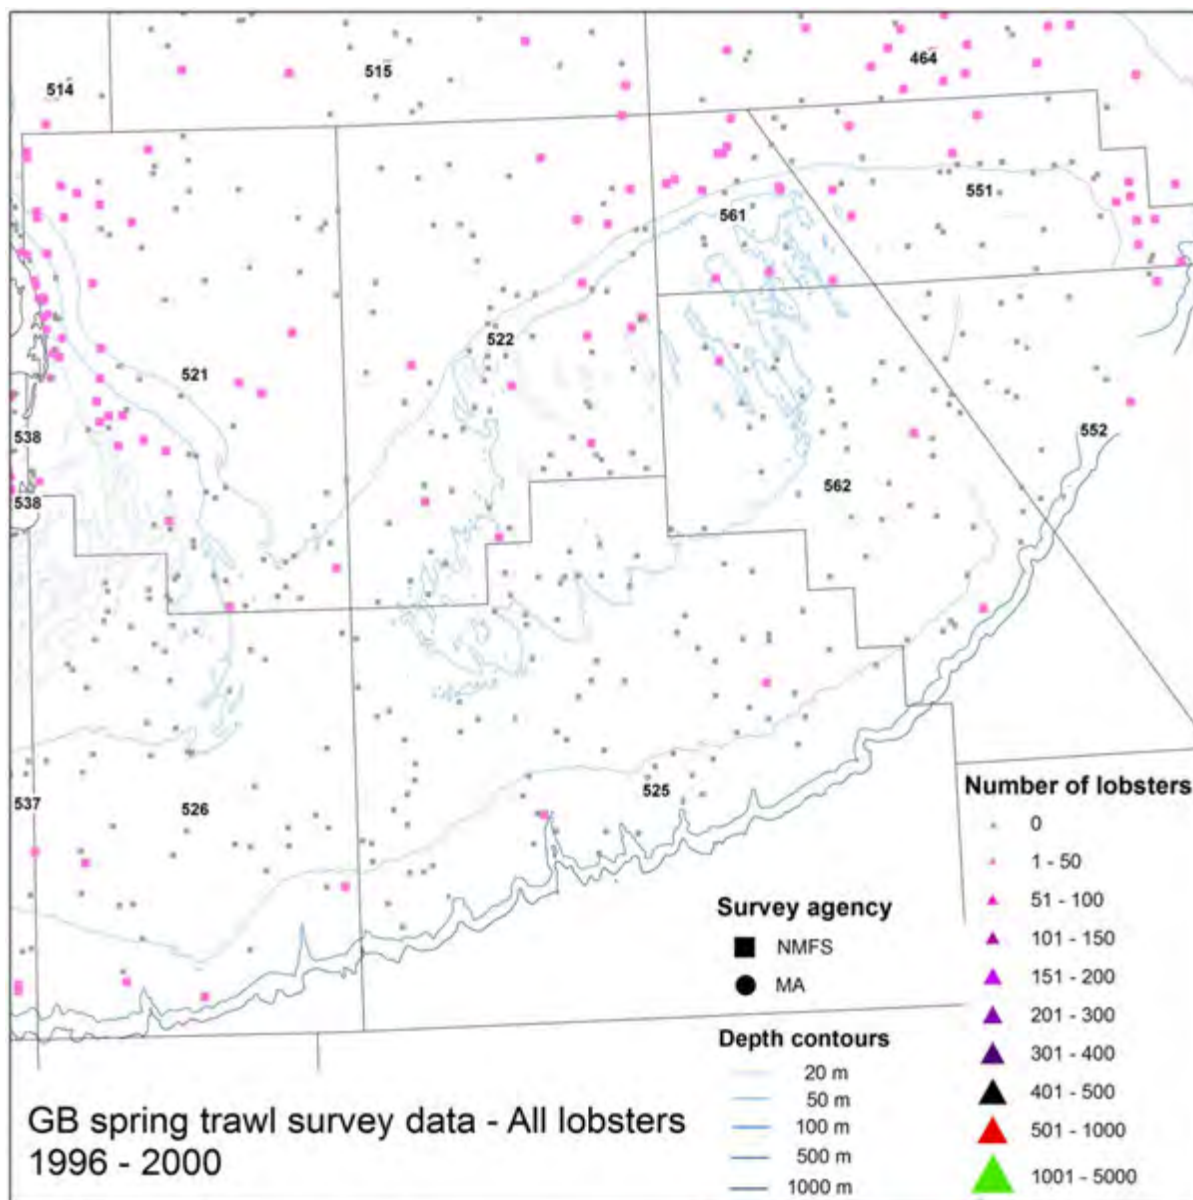 514
515
464
551
561
522
521
538
552
562
538
525
537
526
Number of lobsters
0
1 - 50
51 - 100
101 - 150
151 - 200
201 - 300
301 - 400
401 - 500
501 - 1000
1001 - 5000
Survey agency
NMFS
MA
Depth contours
20 m
50 m
100 m
500 m
1000 m
GB spring trawl survey data - All lobsters
1996 - 2000